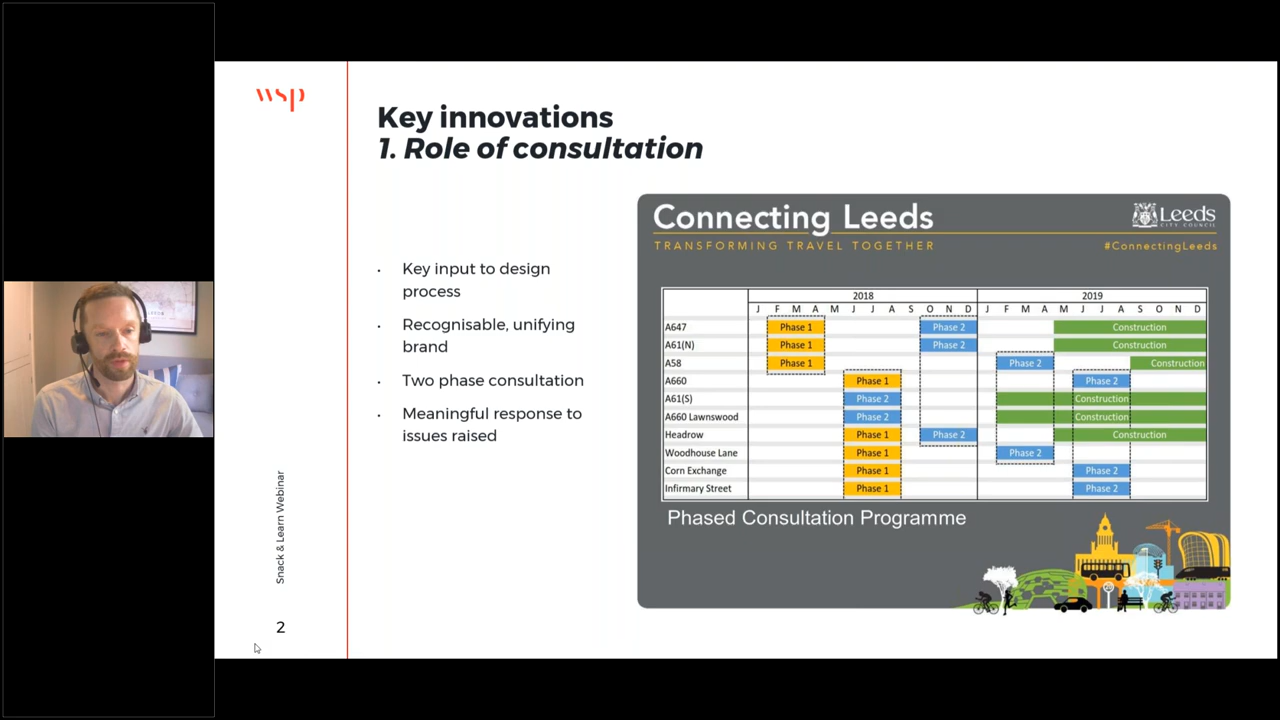 wsp
Key innovations
1. Role of consultation
• Key input to design
process
• Recognisable, unifying
brand
• Two phase consultation
• Meaningful response to
issues raised
Snack & Learn Webinar
2
Connecting Leeds
TRANSFORMING TRAVEL TOGETHER
Leeds
CITY COUNCIL
#ConnectingLeeds
2018 2019
J F M A M J J A S O N D J F M A M J J A S O N D
A647 Phase 1 Phase 2 Construction
A61(N) Phase 1 Phase 2 Construction
A58 Phase 1 Phase 2 Construction
A660 Phase 1 Phase 2
A61(S) Phase 2 Construction
A660 Lawnswood Phase 2 Construction
Headrow Phase 1 Phase 2 Construction
Woodhouse Lane Phase 1 Phase 2
Corn Exchange Phase 1 Phase 2
Infirmary Street Phase 1 Phase 2
Phased Consultation Programme